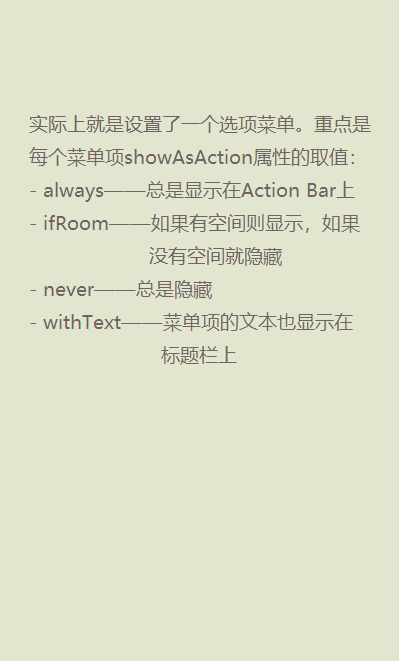 实际上就是设置了一个选项菜单。重点是
每个菜单项showAsAction属性的取值：
- always——总是显示在Action Bar上
- ifRoom——如果有空间则显示，如果
没有空间就隐藏
- never——总是隐藏
- withText——菜单项的文本也显示在
标题栏上